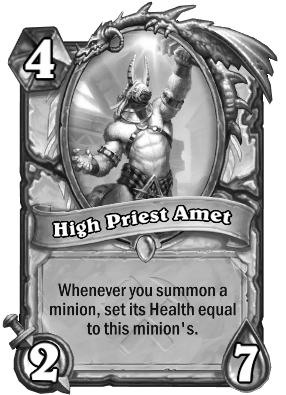 4
High Priest Amet
Whenever you summon a
minion, set its Health equal
to this minion's.
2
7